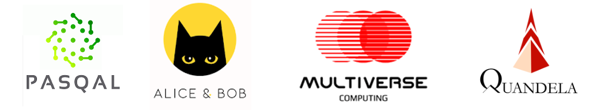 PASQAL
ALICE & BOB
MULTIVERSE
COMPUTING
QUANDELA